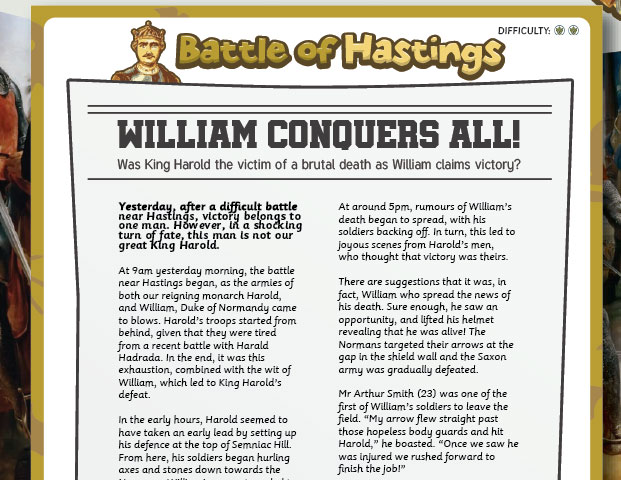 DIFFICULTY:
Battle of Hastings
WILLIAM CONQUERS ALL!
Was King Harold the victim of a brutal death as William claims victory?
Yesterday, after a difficult battle
near Hastings, victory belongs to
one man. However, in a shocking
turn of fate, this man is not our
great King Harold.
At 9am yesterday morning, the battle
near Hastings began, as the armies of
both our reigning monarch Harold,
and William, Duke of Normandy came
to blows. Harold's troops started from
behind, given that they were tired
from a recent battle with Harald
Hadrada. In the end, it was this
exhaustion, combined with the wit of
William, which led to King Harold's
defeat.
In the early hours, Harold seemed to
have taken an early lead by setting up
his defence at the top of Semniac Hill.
From here, his soldiers began hurling
axes and stones down towards the
At around 5pm, rumours of William's
death began to spread, with his
soldiers backing off. In turn, this led to
joyous scenes from Harold's men,
who thought that victory was theirs.
There are suggestions that it was, in
fact, William who spread the news of
his death. Sure enough, he saw an
opportunity, and lifted his helmet
revealing that he was alive! The
Normans targeted their arrows at the
gap in the shield wall and the Saxon
army was gradually defeated.
Mr Arthur Smith (23) was one of the
first of William's soldiers to leave the
field. “My arrow flew straight past
those hopeless body guards and hit
Harold,” he boasted. “Once we saw he
was injured we rushed forward to
finish the job!”